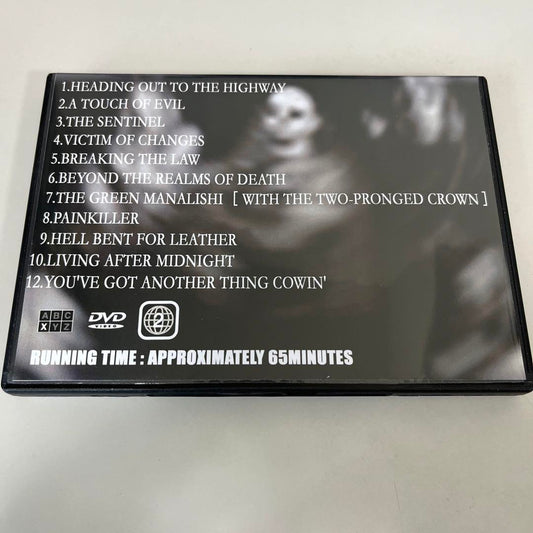 1.HEADING OUT TO THE HIGHWAY
2.A TOUCH OF EVIL
3.THE SENTINEL
4.VICTIM OF CHANGES
5.BREAKING THE LAW
6.BEYOND THE REALMS OF DEATH
7.THE GREEN MANALISHI [ WITH THE TWO-PRONGED CROWN ]
8.PAINKILLER
9.HELL BENT FOR LEATHER
10.LIVING AFTER MIDNIGHT
12.YOU'VE GOT ANOTHER THING COWIN'
ABC
XYZ
DVD
VIDEO
2
RUNNING TIME : APPROXIMATELY 65MINUTES